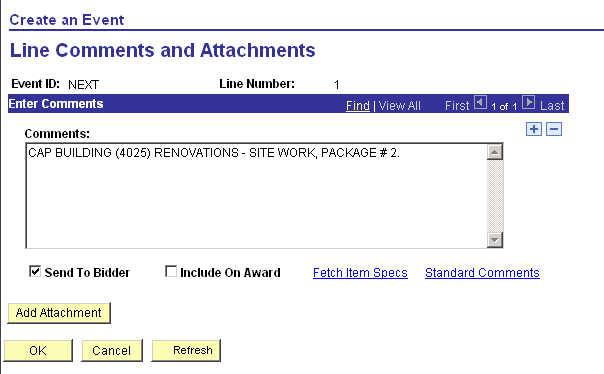 Create an Event
Line Comments and Attachments
Event ID: NEXT Line Number: 1
Enter Comments Find | View All First 1 of 1 Last
Comments:
CAP BUILDING (4025) RENOVATIONS - SITE WORK, PACKAGE # 2.
Send To Bidder Include On Award Fetch Item Specs Standard Comments
Add Attachment
OK Cancel Refresh